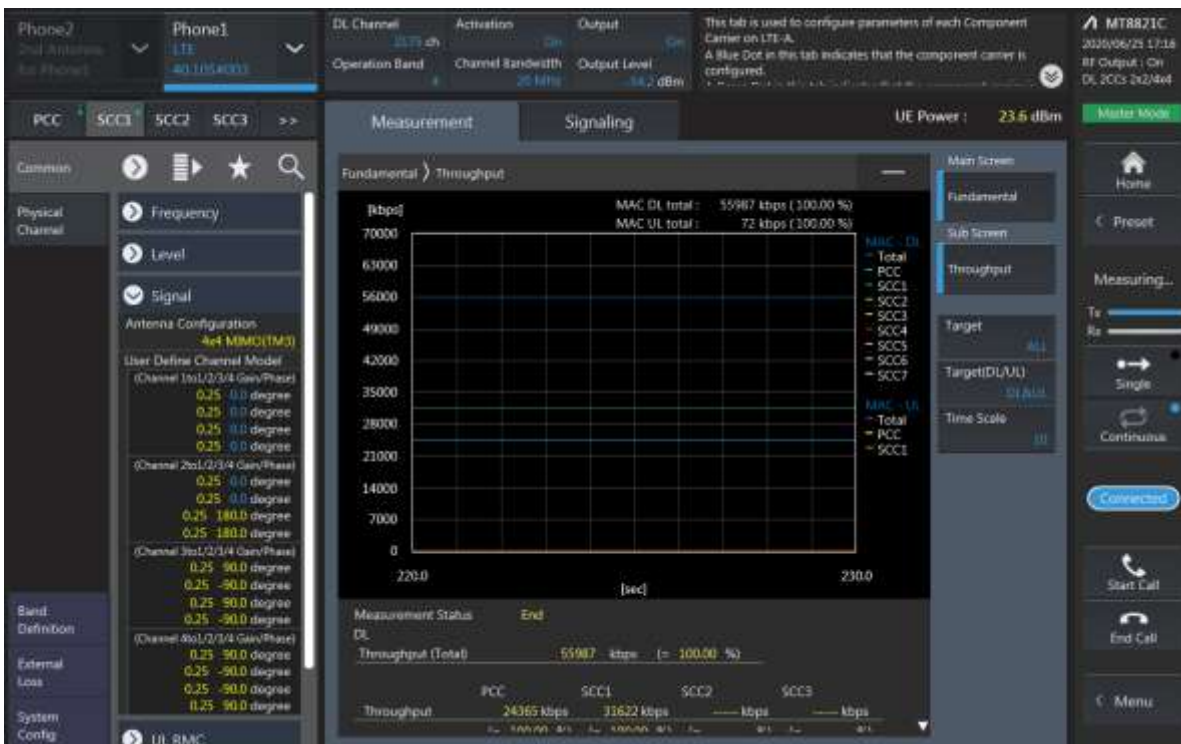 Phone2
Phone1
LTE
DL Channel
Activation
Output
ch
On
On
Operation Band
Channel Bandwidth
Output Level
4
20 MHz
dBm
This tab is used to configure parameters of each Component
Carrier on LTE-A.
A Blue Dot in this tab indicates that the component carrier is
configured.
MT8821C
2020/06/25 17:16
RF Output : On
DL 2CCs 2x2/4x4
Master Mode
PCC
SCC1
SCC2
SCC3
>>
Measurement
Signaling
UE Power :
23.6 dBm
Common
Physical
Channel
Frequency
Level
Signal
Antenna Configuration
4x4 MIMO(TM3)
User Define Channel Model
(Channel 1to1/2/3/4 Gain/Phase)
0.25 0.0 degree
0.25 0.0 degree
0.25 0.0 degree
0.25 0.0 degree
(Channel 2to1/2/3/4 Gain/Phase)
0.25 0.0 degree
0.25 0.0 degree
0.25 180.0 degree
0.25 180.0 degree
(Channel 3to1/2/3/4 Gain/Phase)
0.25 90.0 degree
0.25 -90.0 degree
0.25 90.0 degree
0.25 -90.0 degree
(Channel 4to1/2/3/4 Gain/Phase)
0.25 90.0 degree
0.25 -90.0 degree
0.25 -90.0 degree
0.25 90.0 degree
UL RMC
Band
Definition
External
Loss
System
Config
Fundamental
Throughput
[kbps]
MAC DL total : 55987 kbps ( 100.00 %)
MAC UL total : 72 kbps ( 100.00 %)
70000
63000
56000
49000
42000
35000
28000
21000
14000
7000
0
220.0
230.0
[sec]
MAC - DL
Total
PCC
SCC1
SCC2
SCC3
SCC4
SCC5
SCC6
SCC7
MAC - UL
Total
PCC
SCC1
Measurement Status End
DL
Throughput (Total) 55987 kbps (= 100.00 %)
PCC SCC1 SCC2 SCC3
Throughput 24365 kbps 31622 kbps ---- kbps ---- kbps
Main Screen
Fundamental
Sub Screen
Throughput
Target
ALL
Target(DL/UL)
DL/UL
Time Scale
10
Home
Preset
Measuring...
Tx
Rx
Single
Continuous
Connected
Start Call
End Call
Menu